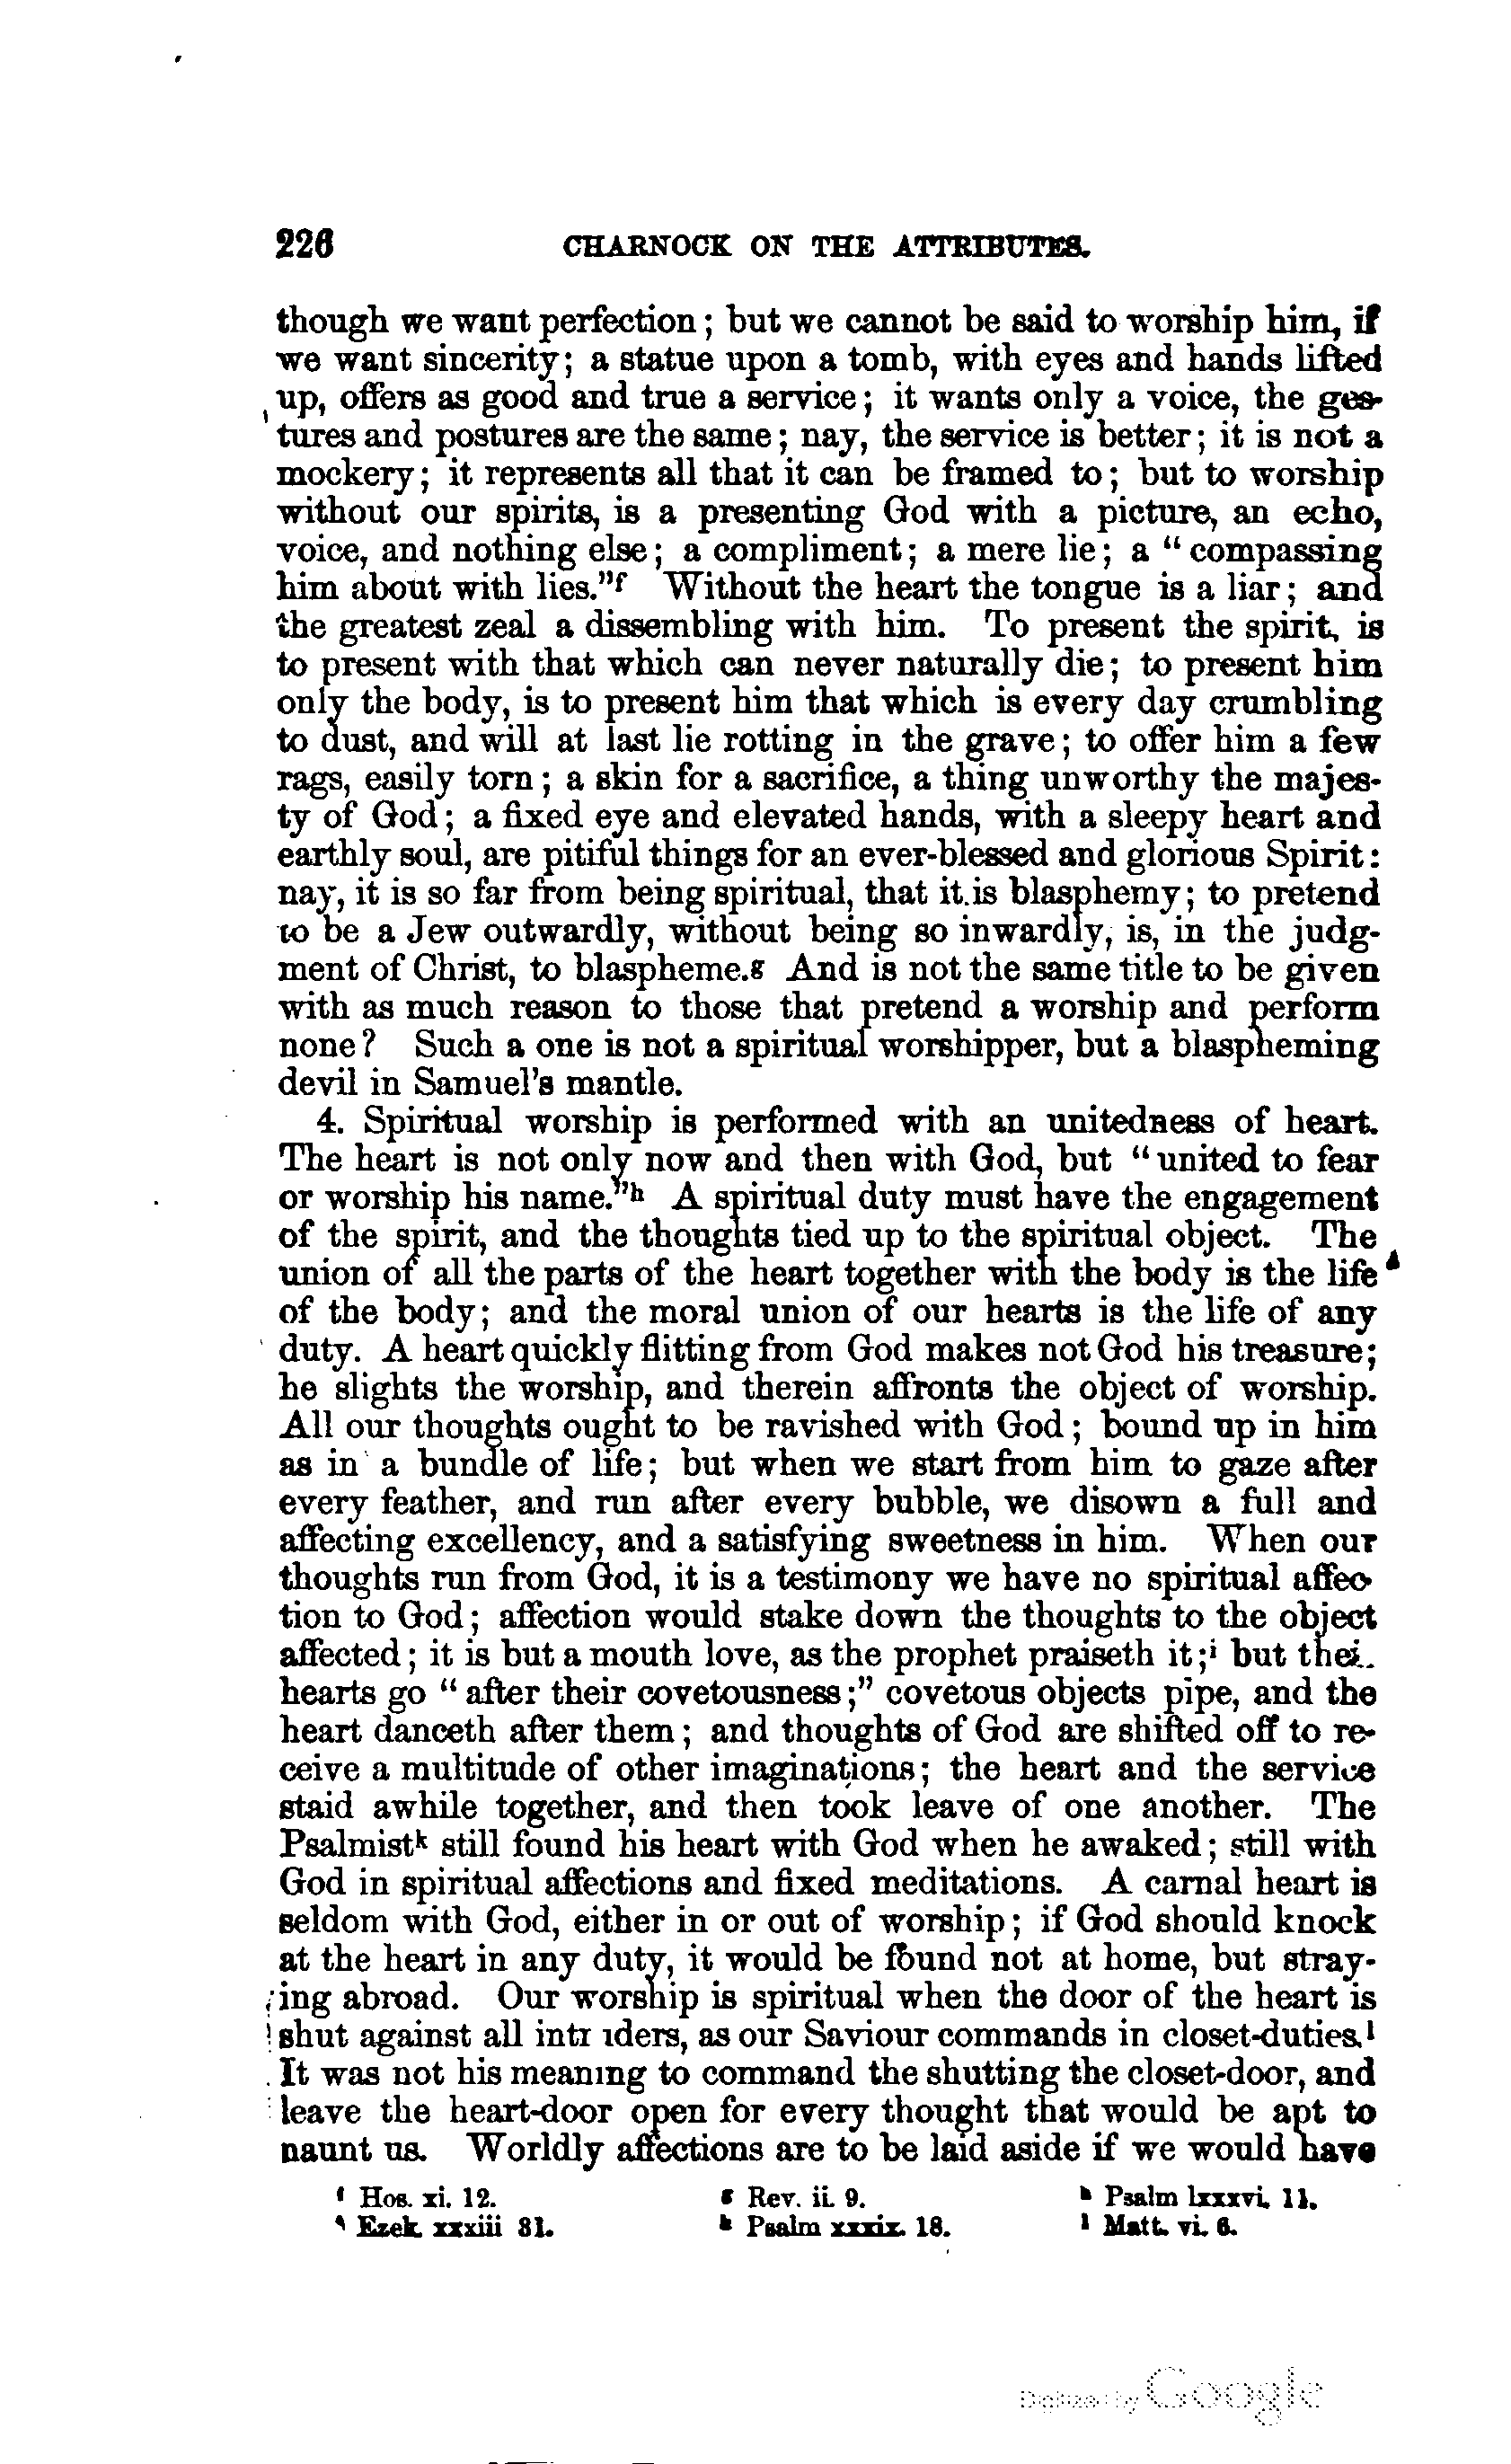 226 CHARNOCK ON THE ATTRIBUTES.
though we want perfection; but we cannot be said to worship him, if
we want sincerity; a statue upon a tomb, with eyes and hands lifted
up, offers as good and true a service; it wants only a voice, the ges-
tures and postures are the same; nay, the service is better; it is not a
mockery; it represents all that it can be framed to; but to worship
without our spirits, is a presenting God with a picture, an echo,
voice, and nothing else; a compliment; a mere lie; a "compassing
him about with lies."f Without the heart the tongue is a liar; and
the greatest zeal a dissembling with him. To present the spirit, is
to present with that which can never naturally die; to present him
only the body, is to present him that which is every day crumbling
to dust, and will at last lie rotting in the grave; to offer him a few
rags, easily torn; a skin for a sacrifice, a thing unworthy the majes-
ty of God; a fixed eye and elevated hands, with a sleepy heart and
earthly soul, are pitiful things for an ever-blessed and glorious Spirit:
nay, it is so far from being spiritual, that it is blasphemy; to pretend
to be a Jew outwardly, without being so inwardly, is, in the judg-
ment of Christ, to blaspheme.g And is not the same title to be given
with as much reason to those that pretend a worship and perform
none? Such a one is not a spiritual worshipper, but a blaspheming
devil in Samuel's mantle.
4. Spiritual worship is performed with an unitedness of heart.
The heart is not only now and then with God, but "united to fear
or worship his name."h A spiritual duty must have the engagement
of the spirit, and the thoughts tied up to the spiritual object. The
union of all the parts of the heart together with the body is the life
of the body; and the moral union of our hearts is the life of any
duty. A heart quickly flitting from God makes not God his treasure;
he slights the worship, and therein affronts the object of worship.
All our thoughts ought to be ravished with God; bound up in him
as in a bundle of life; but when we start from him to gaze after
every feather, and run after every bubble, we disown a full and
affecting excellency, and a satisfying sweetness in him. When our
thoughts run from God, it is a testimony we have no spiritual affec-
tion to God; affection would stake down the thoughts to the object
affected; it is but a mouth love, as the prophet praiseth it;i but thei
hearts go "after their covetousness;" covetous objects pipe, and the
heart danceth after them; and thoughts of God are shifted off to re-
ceive a multitude of other imaginations; the heart and the service
staid awhile together, and then took leave of one another. The
Psalmistk still found his heart with God when he awaked; still with
God in spiritual affections and fixed meditations. A carnal heart is
seldom with God, either in or out of worship; if God should knock
at the heart in any duty, it would be found not at home, but stray-
ing abroad. Our worship is spiritual when the door of the heart is
shut against all intr iders, as our Saviour commands in closet-duties.l
It was not his meaning to command the shutting the closet-door, and
leave the heart-door open for every thought that would be apt to
haunt us. Worldly affections are to be laid aside if we would have
f Hos. xi. 12. g Rev. ii. 9. h Psalm lxxxvi. 11.
i Ezek. xxxiii 31. k Psalm xxxix. 18. l Matt. vi. 6.
Digitized by Google